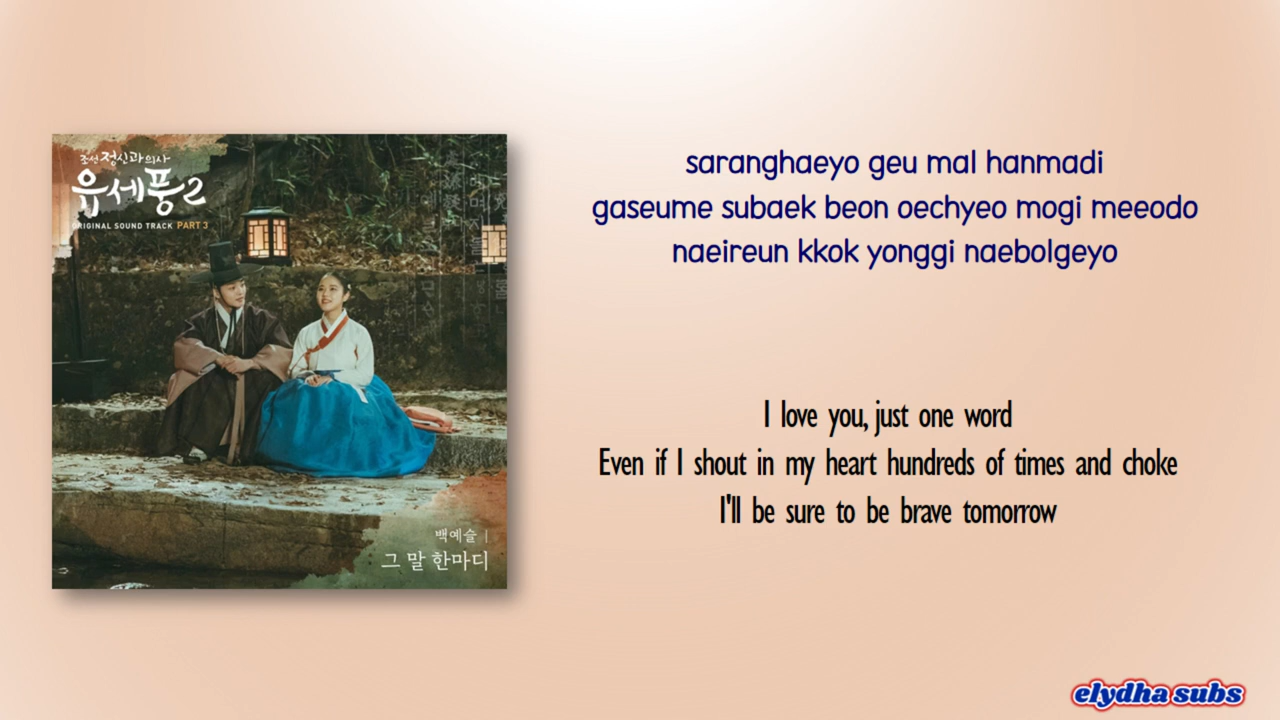 조선정신과의사
유세풍2
ORIGINAL SOUND TRACK PART 3
백예슬 |
그 말 한마디
saranghaeyo geu mal hanmadi
gaseume subaek beon oechyeo mogi meeodo
naeireun kkok yonggi naebolgeyo
I love you, just one word
Even if I shout in my heart hundreds of times and choke
I'll be sure to be brave tomorrow
elydha subs